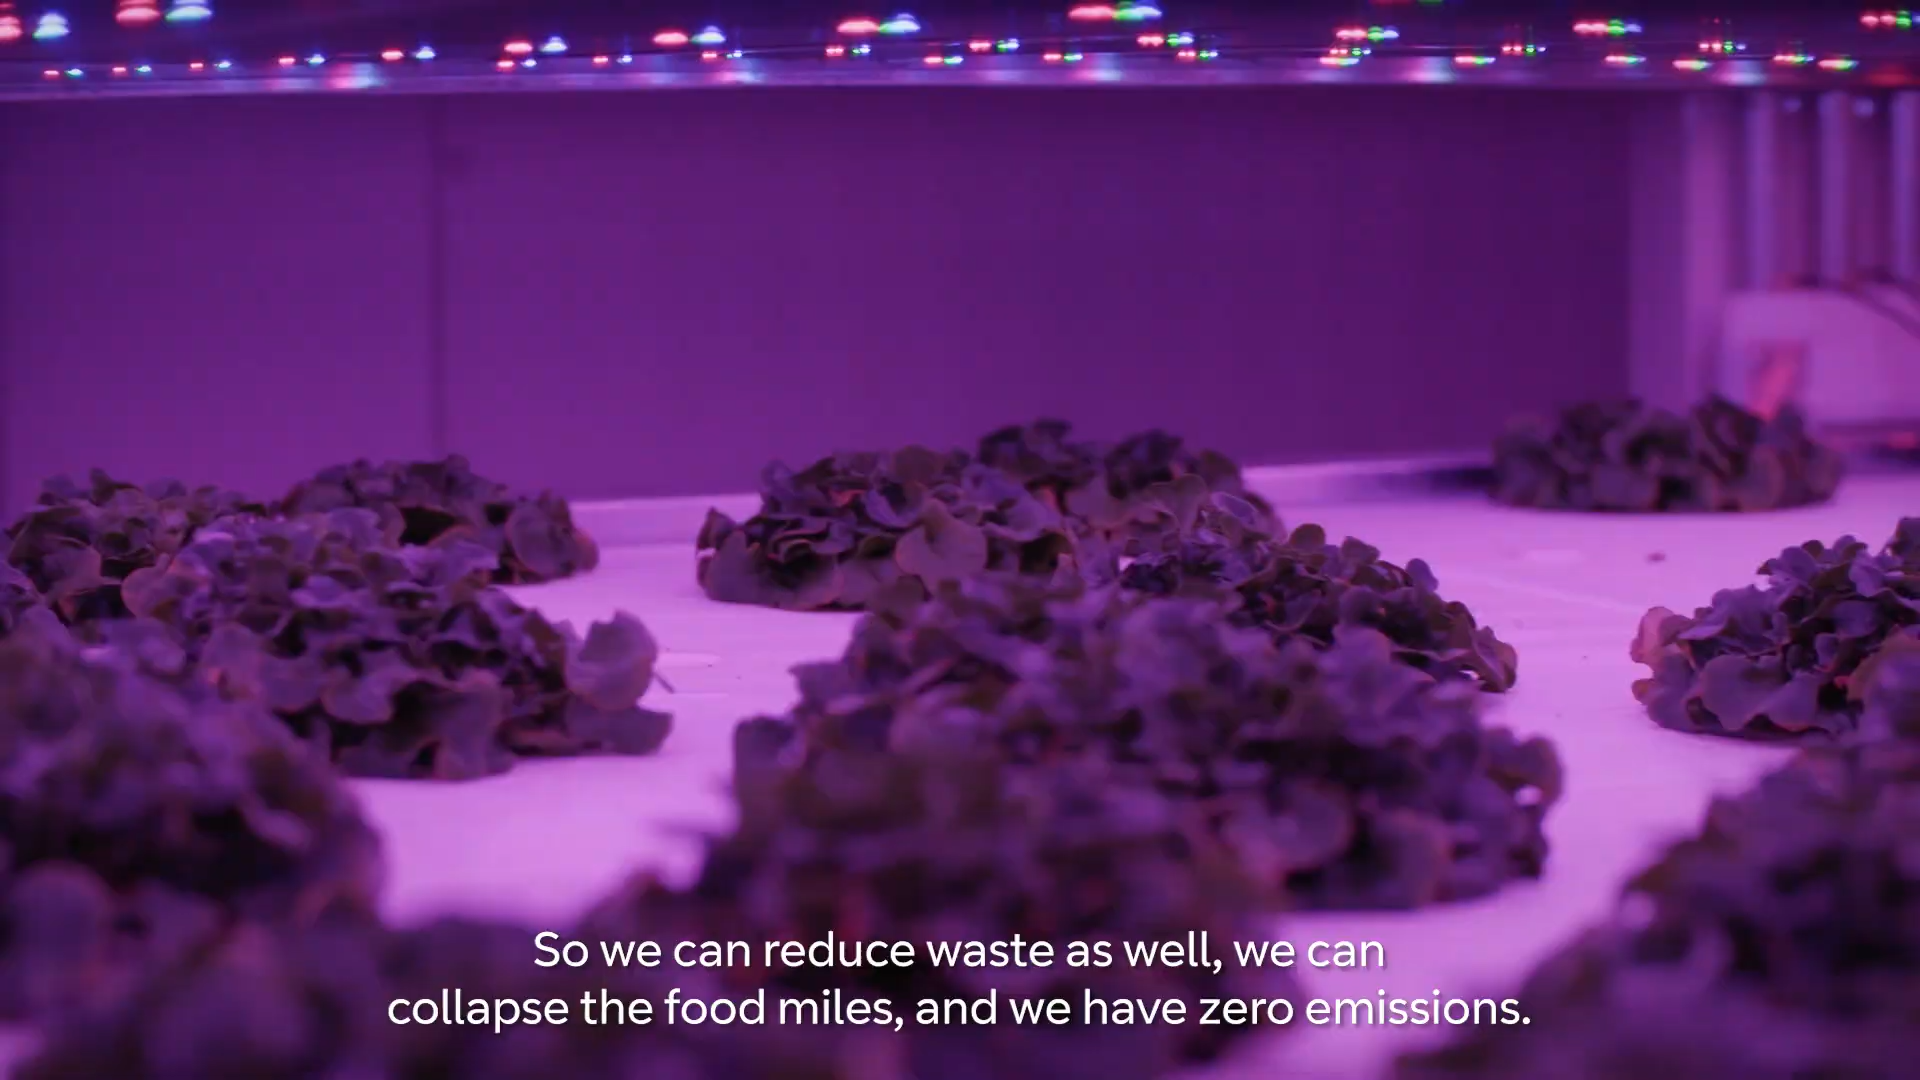 So we can reduce waste as well, we can
collapse the food miles, and we have zero emissions.